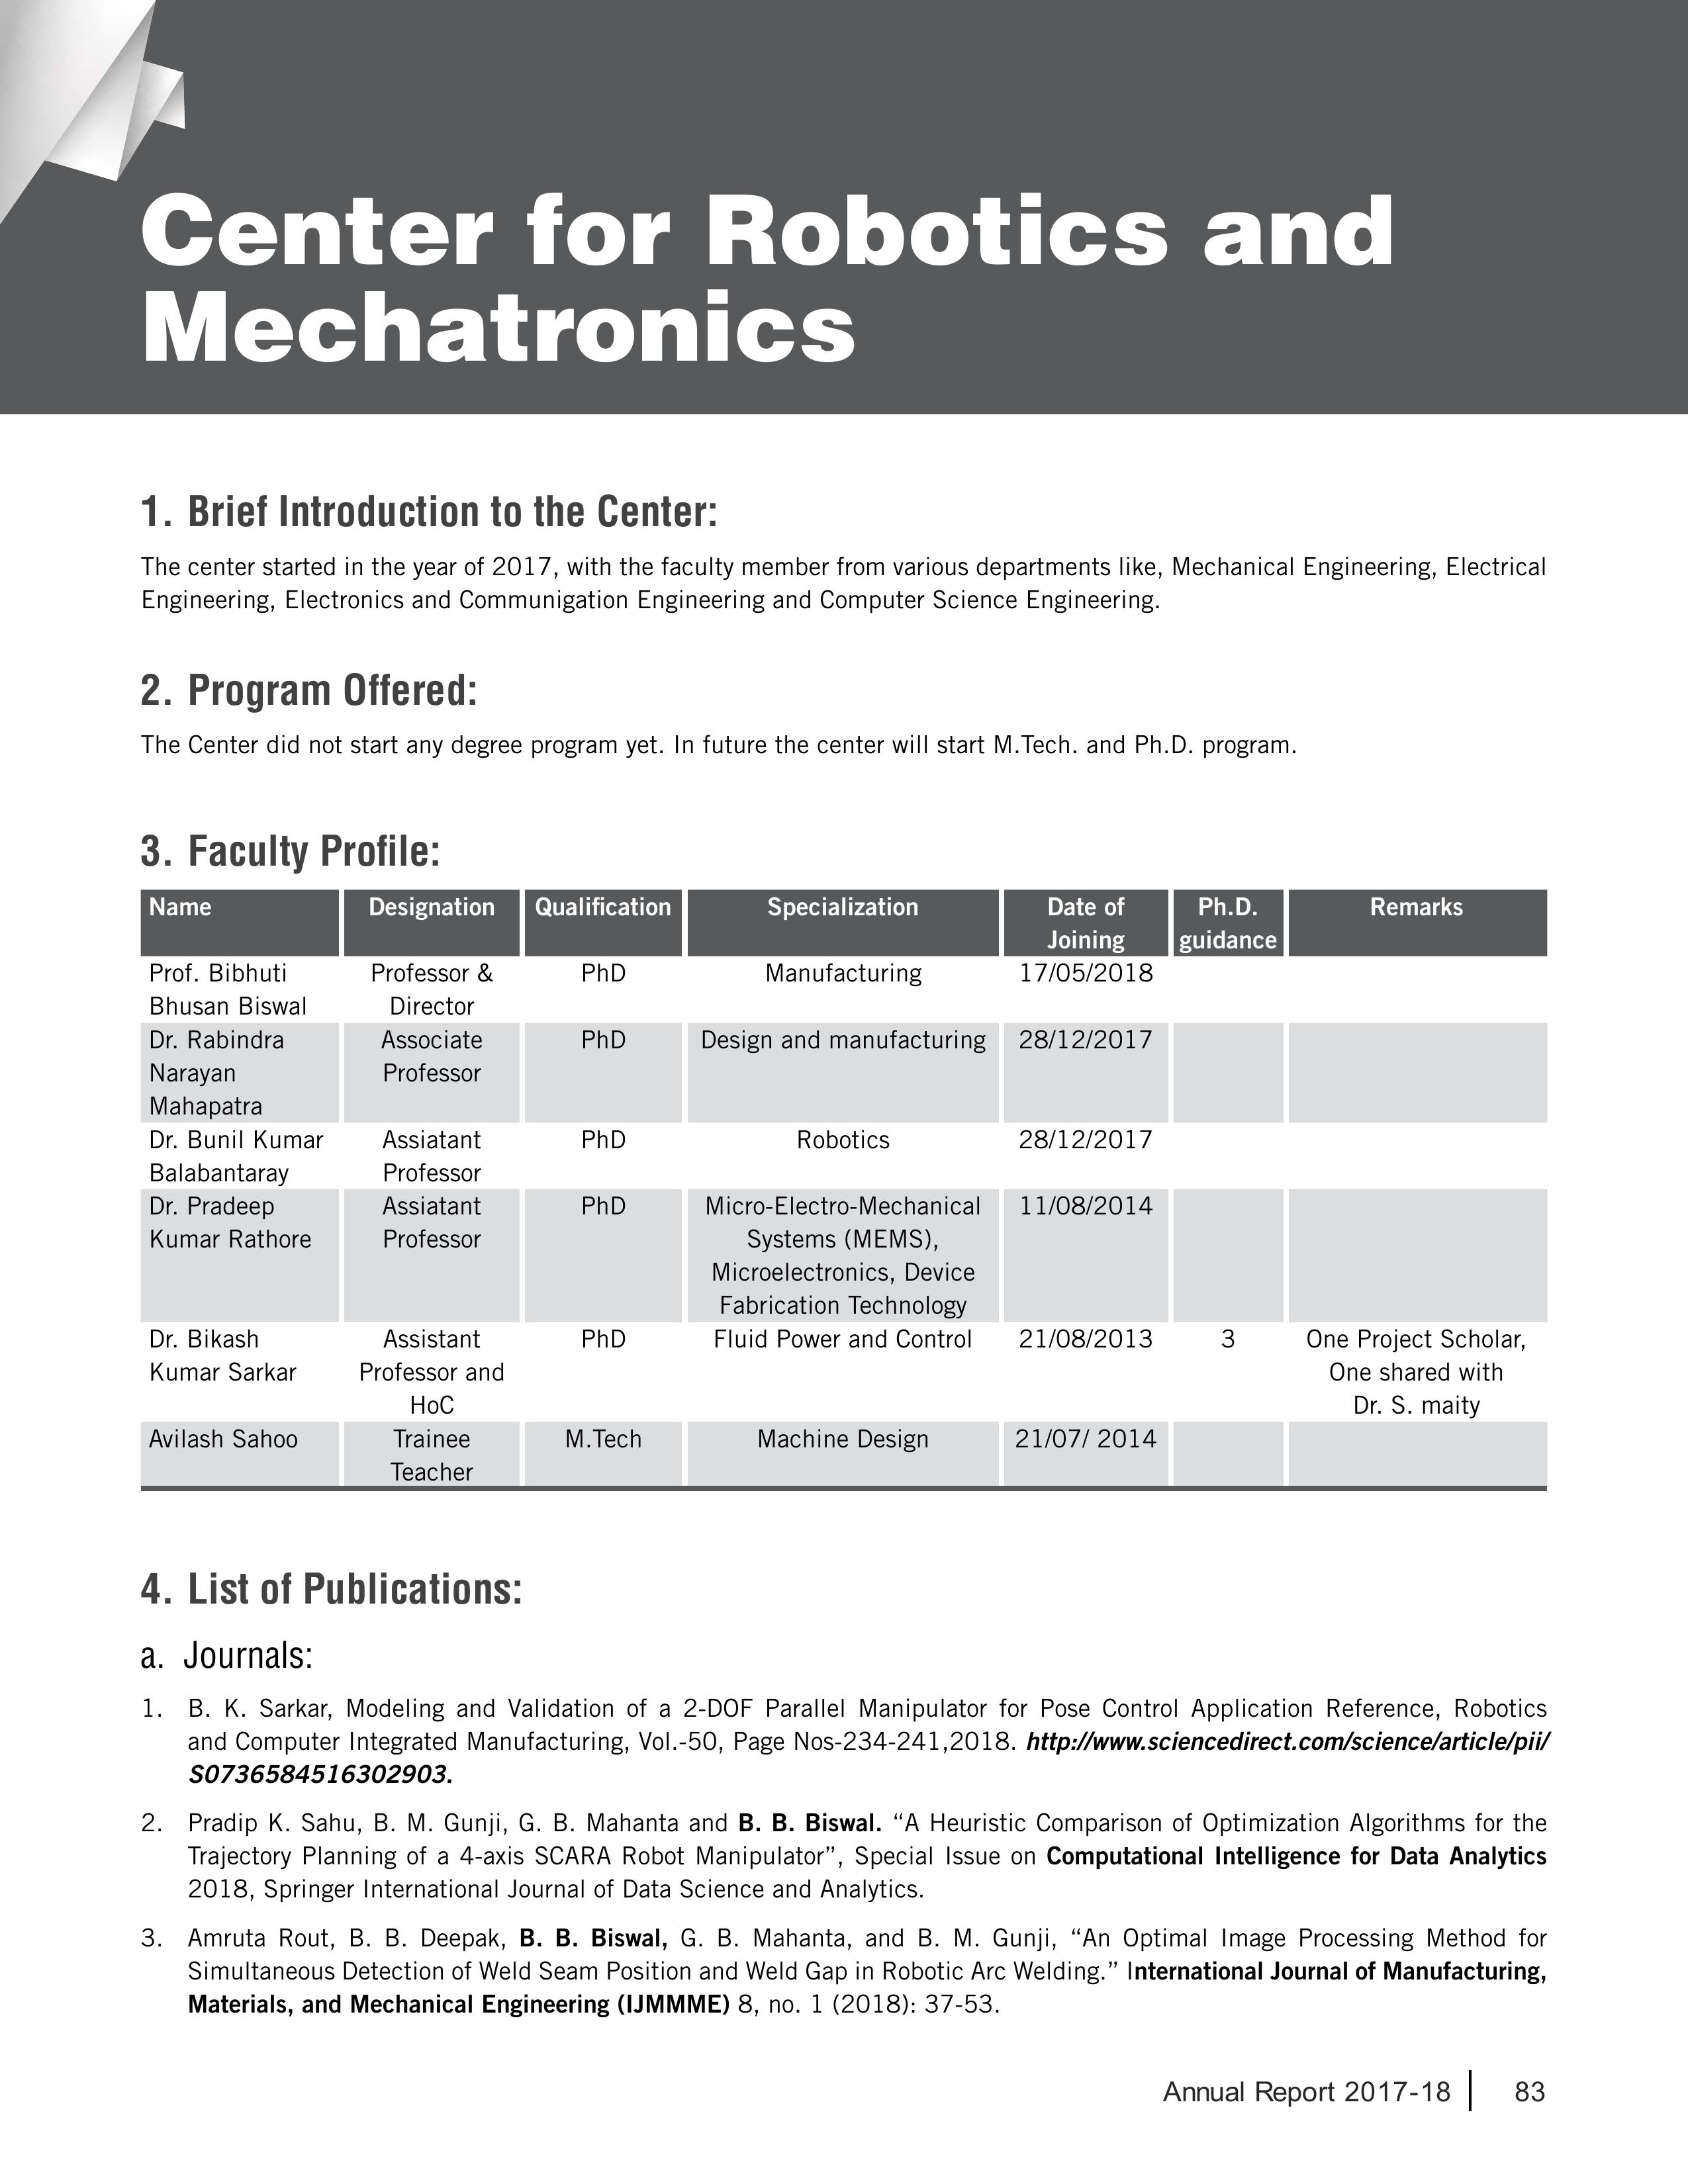 Center for Robotics and
Mechatronics
1. Brief Introduction to the Center:
The center started in the year of 2017, with the faculty member from various departments like, Mechanical Engineering, Electrical
Engineering, Electronics and Communigation Engineering and Computer Science Engineering.
2. Program Offered:
The Center did not start any degree program yet. In future the center will start M.Tech. and Ph.D. program.
3. Faculty Profile:
Name Designation Qualification Specialization Date of Joining Ph.D. guidance Remarks
Prof. Bibhuti Bhusan Biswal Professor & Director PhD Manufacturing 17/05/2018
Dr. Rabindra Narayan Mahapatra Associate Professor PhD Design and manufacturing 28/12/2017
Dr. Bunil Kumar Balabantaray Assiatant Professor PhD Robotics 28/12/2017
Dr. Pradeep Kumar Rathore Assiatant Professor PhD Micro-Electro-Mechanical Systems (MEMS), Microelectronics, Device Fabrication Technology 11/08/2014
Dr. Bikash Kumar Sarkar Assistant Professor and HoC PhD Fluid Power and Control 21/08/2013 3 One Project Scholar, One shared with Dr. S. maity
Avilash Sahoo Trainee Teacher M.Tech Machine Design 21/07/ 2014
4. List of Publications:
a. Journals:
1. B. K. Sarkar, Modeling and Validation of a 2-DOF Parallel Manipulator for Pose Control Application Reference, Robotics
and Computer Integrated Manufacturing, Vol.-50, Page Nos-234-241,2018. http://www.sciencedirect.com/science/article/pii/
S0736584516302903.
2. Pradip K. Sahu, B. M. Gunji, G. B. Mahanta and B. B. Biswal. “A Heuristic Comparison of Optimization Algorithms for the
Trajectory Planning of a 4-axis SCARA Robot Manipulator”, Special Issue on Computational Intelligence for Data Analytics
2018, Springer International Journal of Data Science and Analytics.
3. Amruta Rout, B. B. Deepak, B. B. Biswal, G. B. Mahanta, and B. M. Gunji, “An Optimal Image Processing Method for
Simultaneous Detection of Weld Seam Position and Weld Gap in Robotic Arc Welding.” International Journal of Manufacturing,
Materials, and Mechanical Engineering (IJMMME) 8, no. 1 (2018): 37-53.
Annual Report 2017-18 83